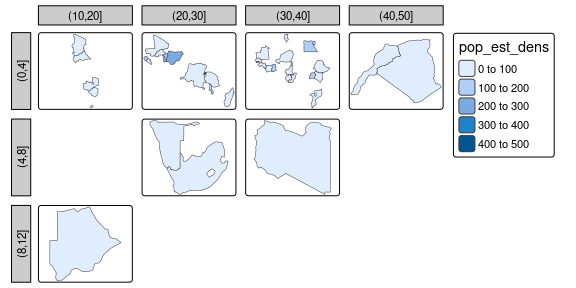 (10,20]
(20,30]
(30,40]
(40,50]
(0,4]
(4,8]
(8,12]
pop_est_dens
0 to 100
100 to 200
200 to 300
300 to 400
400 to 500